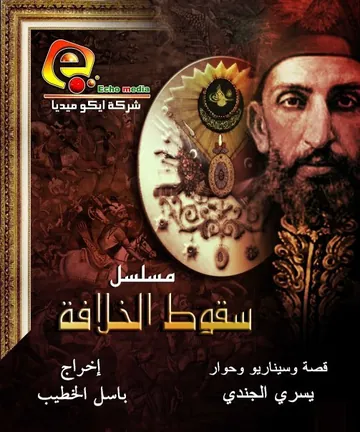 Echo media
شركة ايكو ميديا
مسلسل
سقوط الخلافة
قصة وسيناريو وحوار
يسري الجندي
إخراج
باسل الخطيب